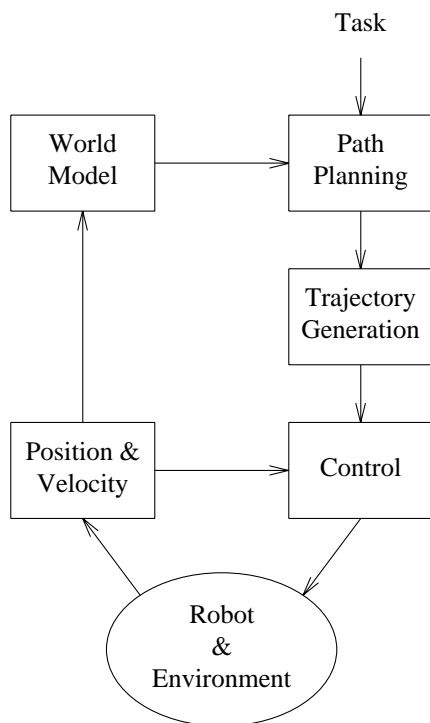 Task
World
Model
Path
Planning
Trajectory
Generation
Position &
Velocity
Control
Robot
&
Environment